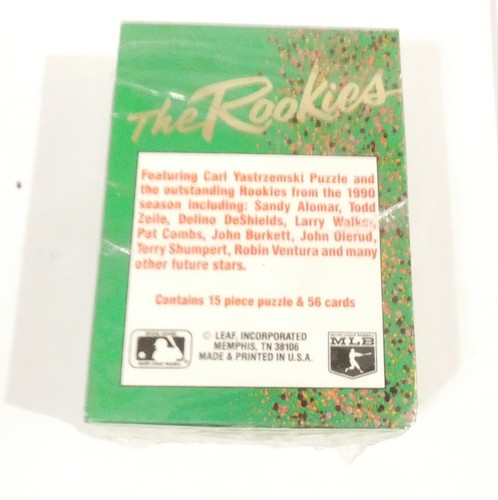 The Rookies
Featuring Carl Yastrzemski Puzzle and
the outstanding Rookies from the 1990
season including: Sandy Alomar, Todd
Zeile, Delino DeShields, Larry Walker,
Pat Combs, John Burkett, John Olerud,
Terry Shumpert, Robin Ventura and many
other future stars.
Contains 15 piece puzzle & 56 cards
© LEAF, INCORPORATED
MEMPHIS, TN 38106
MADE & PRINTED IN U.S.A.
MLB